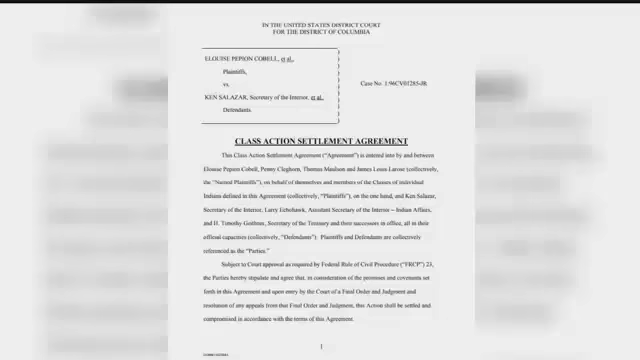 IN THE UNITED STATES DISTRICT COURT
FOR THE DISTRICT OF COLUMBIA
ELOUISE PEPION COBELL, et al.,
Plaintiffs,
vs.
Case No. 1:96CV01285-JR
KEN SALAZAR, Secretary of the Interior, et al.,
Defendants.
CLASS ACTION SETTLEMENT AGREEMENT
This Class Action Settlement Agreement ("Agreement") is entered into by and between
Elouise Pepion Cobell, Penny Cleghorn, Thomas Maulson and James Louis Larose (collectively,
the "Named Plaintiffs"), on behalf of themselves and members of the Classes of individual
Indians defined in this Agreement (collectively, "Plaintiffs"), on the one hand, and Ken Salazar,
Secretary of the Interior, Larry Echohawk, Assistant Secretary of the Interior – Indian Affairs,
and H. Timothy Geithner, Secretary of the Treasury and their successors in office, all in their
official capacities (collectively, "Defendants"). Plaintiffs and Defendants are collectively
referenced as the "Parties."
Subject to Court approval as required by Federal Rule of Civil Procedure ("FRCP") 23,
the Parties hereby stipulate and agree that, in consideration of the promises and covenants set
forth in this Agreement and upon entry by the Court of a Final Order and Judgment and
resolution of any appeals from that Final Order and Judgment, this Action shall be settled and
compromised in accordance with the terms of this Agreement.
1